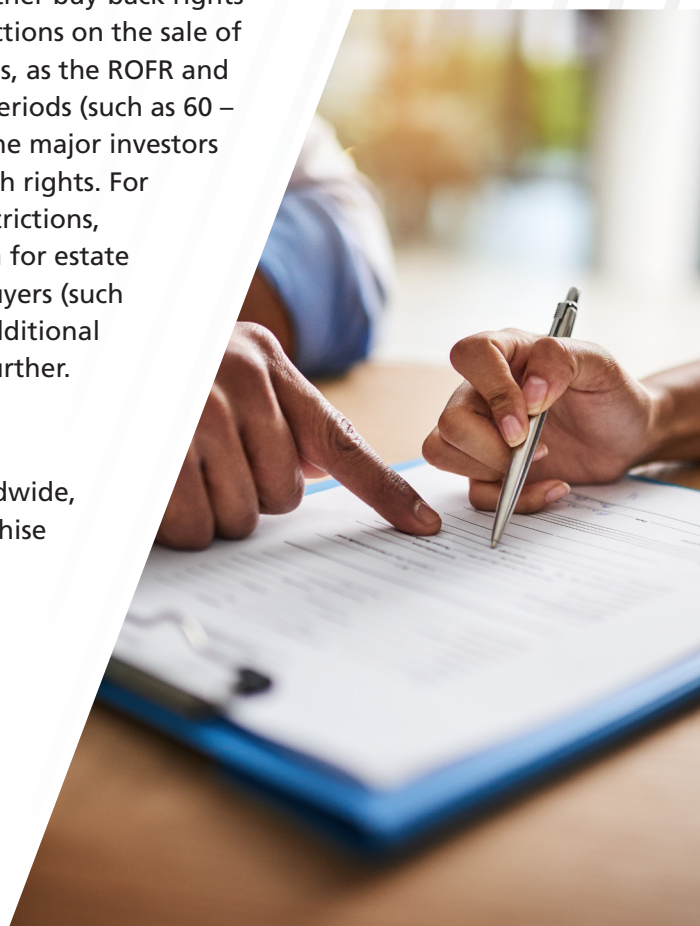 ther buy-back rights
ctions on the sale of
s, as the ROFR and
eriods (such as 60 –
ne major investors
h rights. For
trictions,
for estate
uyers (such
dditional
urther.
dwide,
hise